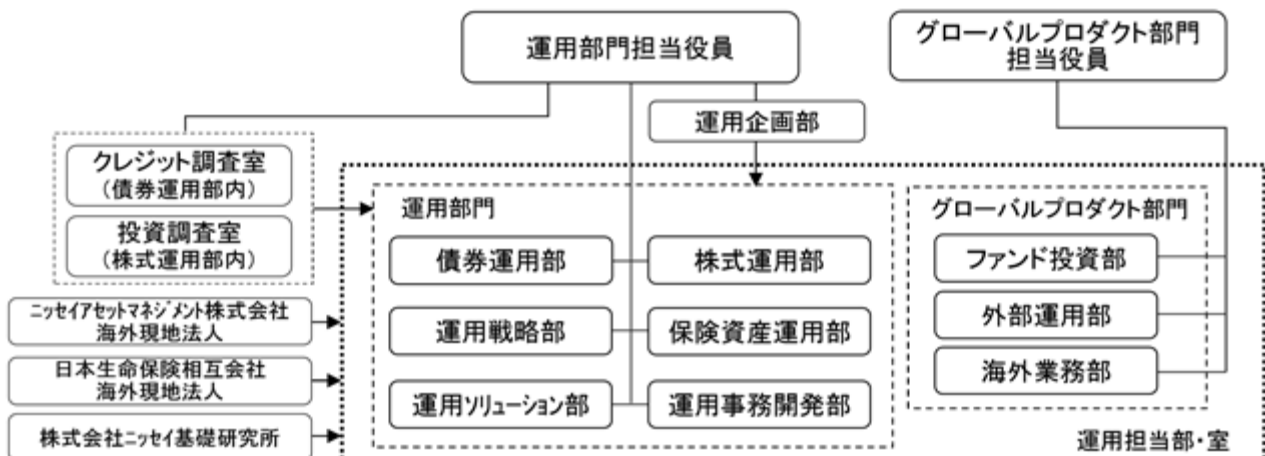 運用部門担当役員
グローバルプロダクト部門
担当役員
運用企画部
クレジット調査室
（債券運用部内）
投資調査室
（株式運用部内）
運用部門
債券運用部
株式運用部
運用戦略部
保険資産運用部
運用ソリューション部
運用事務開発部
グローバルプロダクト部門
ファンド投資部
外部運用部
海外業務部
ニッセイアセットマネジメント株式会社
海外現地法人
日本生命保険相互会社
海外現地法人
株式会社ニッセイ基礎研究所
運用担当部・室